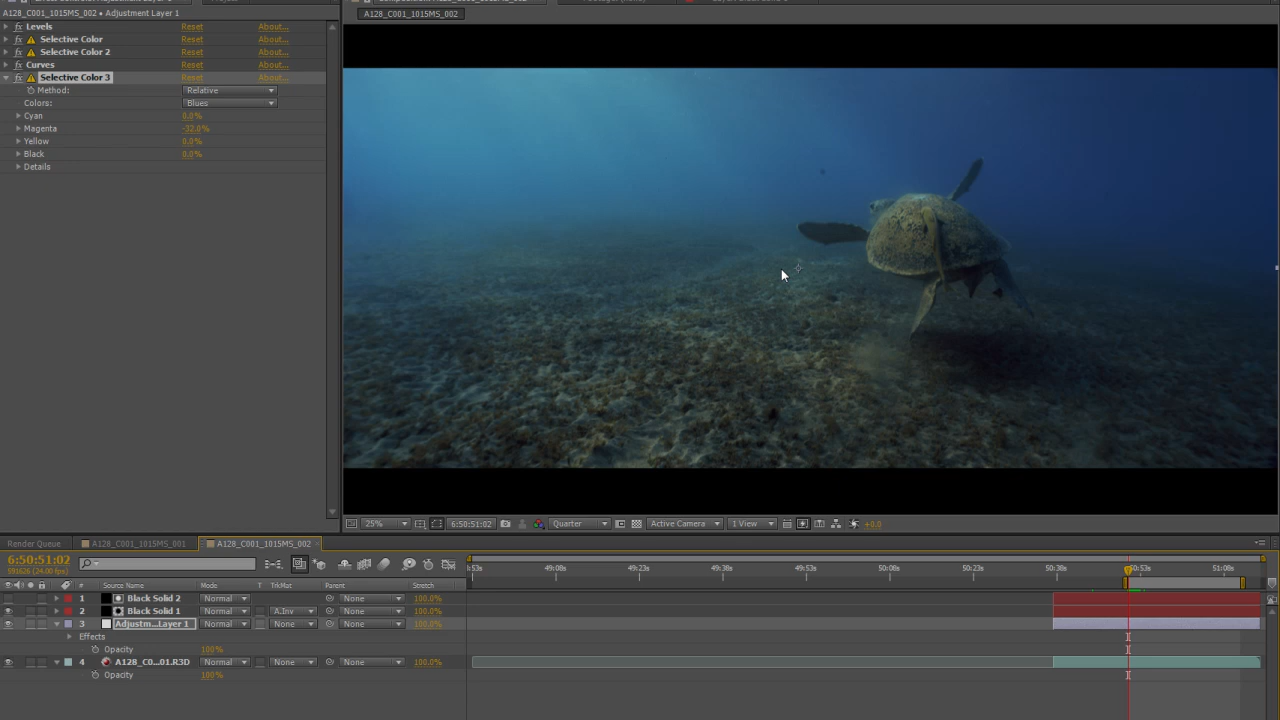 A128_C001_1015MS_002 • Adjustment Layer 1
fx Levels Reset About...
fx Selective Color Reset About...
fx Selective Color 2 Reset About...
fx Curves Reset About...
fx Selective Color 3 Reset About...
Method: Relative
Colors: Blues
Cyan 0.0%
Magenta -32.0%
Yellow 0.0%
Black 0.0%
Details
A128_C001_1015MS_002
25% Quarter 6:50:51:02 Active Camera 1 View +0.0
Render Queue A128_C001_1015MS_001 A128_C001_1015MS_002
6:50:51:02
591626 (24.00 fps)
:53s 49:08s 49:23s 49:38s 49:53s 50:08s 50:23s 50:38s 50:53s 51:08s
# Source Name Mode T TrkMat Parent Stretch
1 Black Solid 2 Normal None 100.0%
2 Black Solid 1 Normal A.Inv None 100.0%
3 Adjustm...Layer 1 Normal None None 100.0%
Effects
Opacity 100%
4 A128_C0...01.R3D Normal None None 100.0%
Opacity 100%